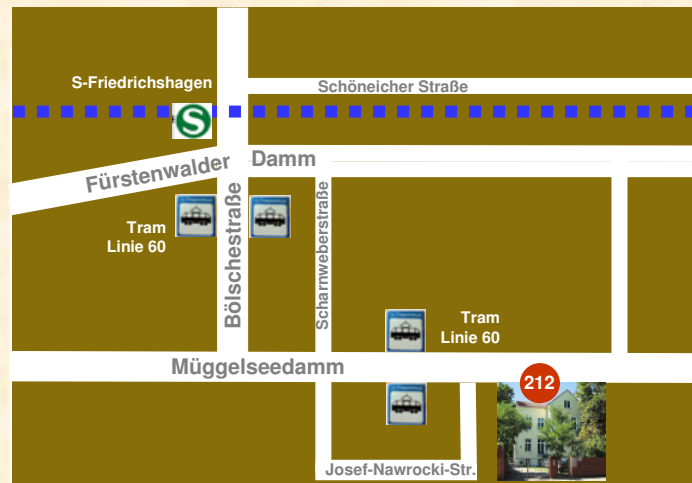 S-Friedrichshagen
Schöneicher Straße
S
Fürstenwalder Damm
Tram
Linie 60
Bölschestraße
Scharnweberstraße
Tram
Linie 60
Müggelseedamm
212
Josef-Nawrocki-Str.